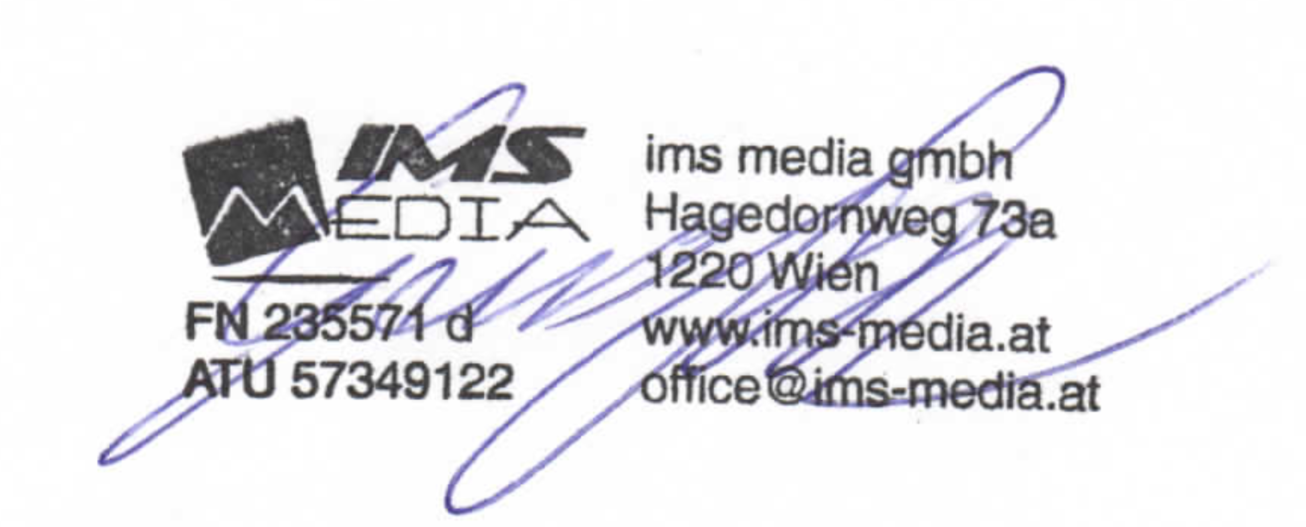 IMS
MEDIA
FN 235571 d
ATU 57349122
ims media gmbh
Hagedornweg 73a
1220 Wien
www.ims-media.at
office@ims-media.at